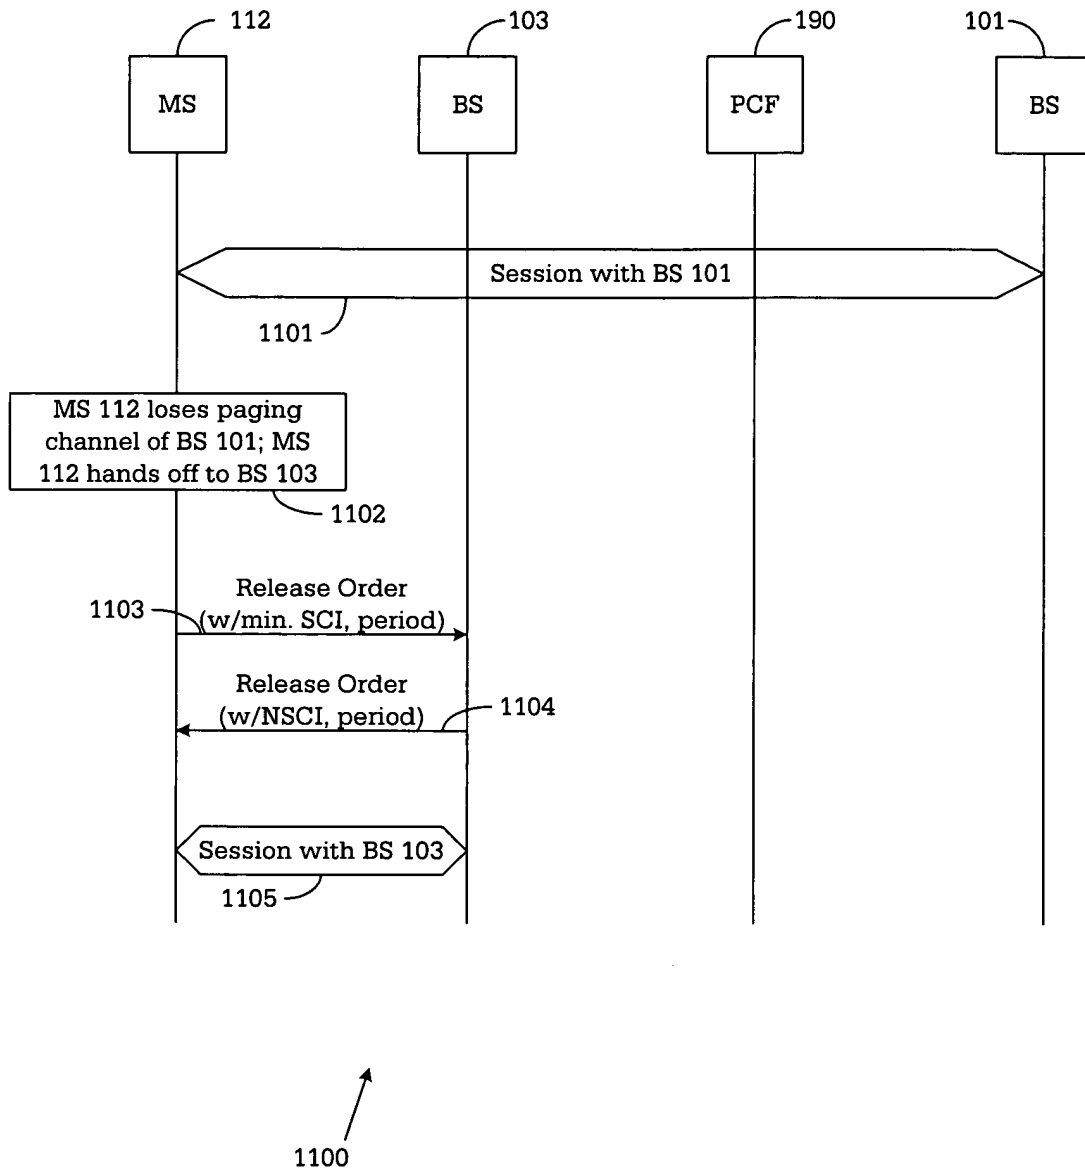 112
103
190
101
MS
BS
PCF
BS
Session with BS 101
1101
MS 112 loses paging
channel of BS 101; MS
112 hands off to BS 103
1102
Release Order
1103
(w/min. SCI, period)
Release Order
(w/NSCI, period)
1104
Session with BS 103
1105
1100